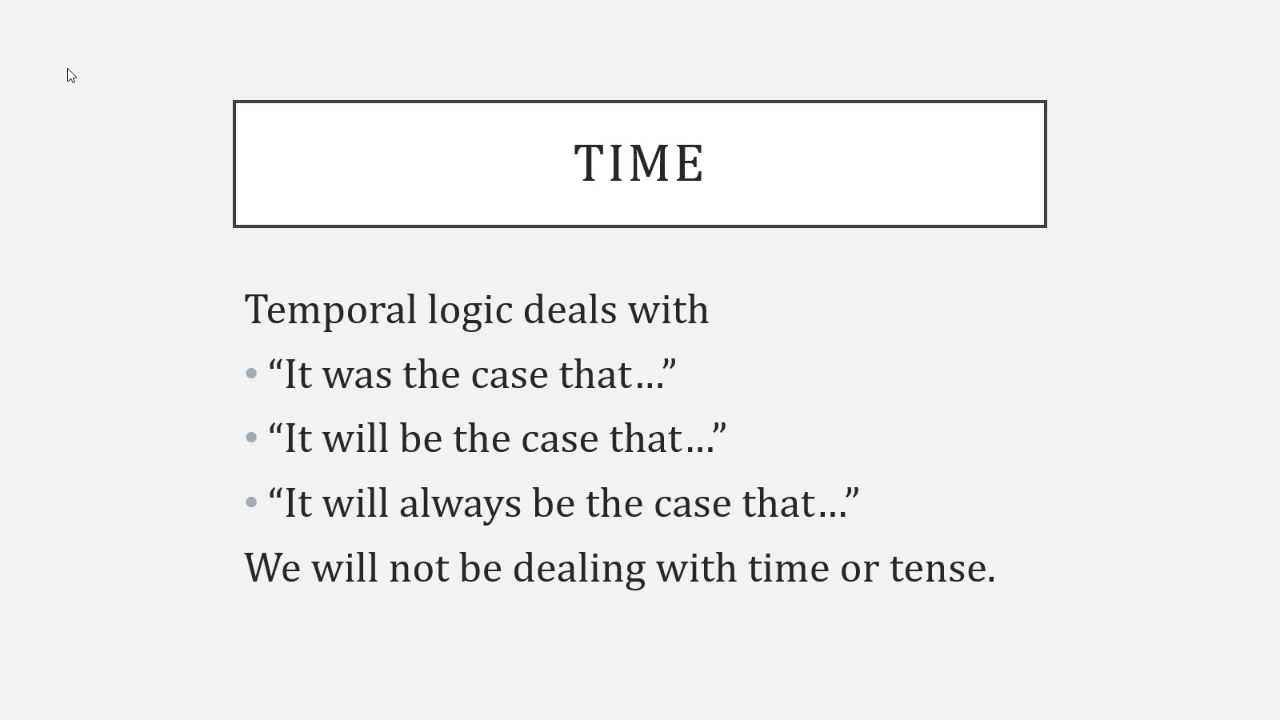 TIME
Temporal logic deals with
• “It was the case that…”
• “It will be the case that…”
• “It will always be the case that…”
We will not be dealing with time or tense.